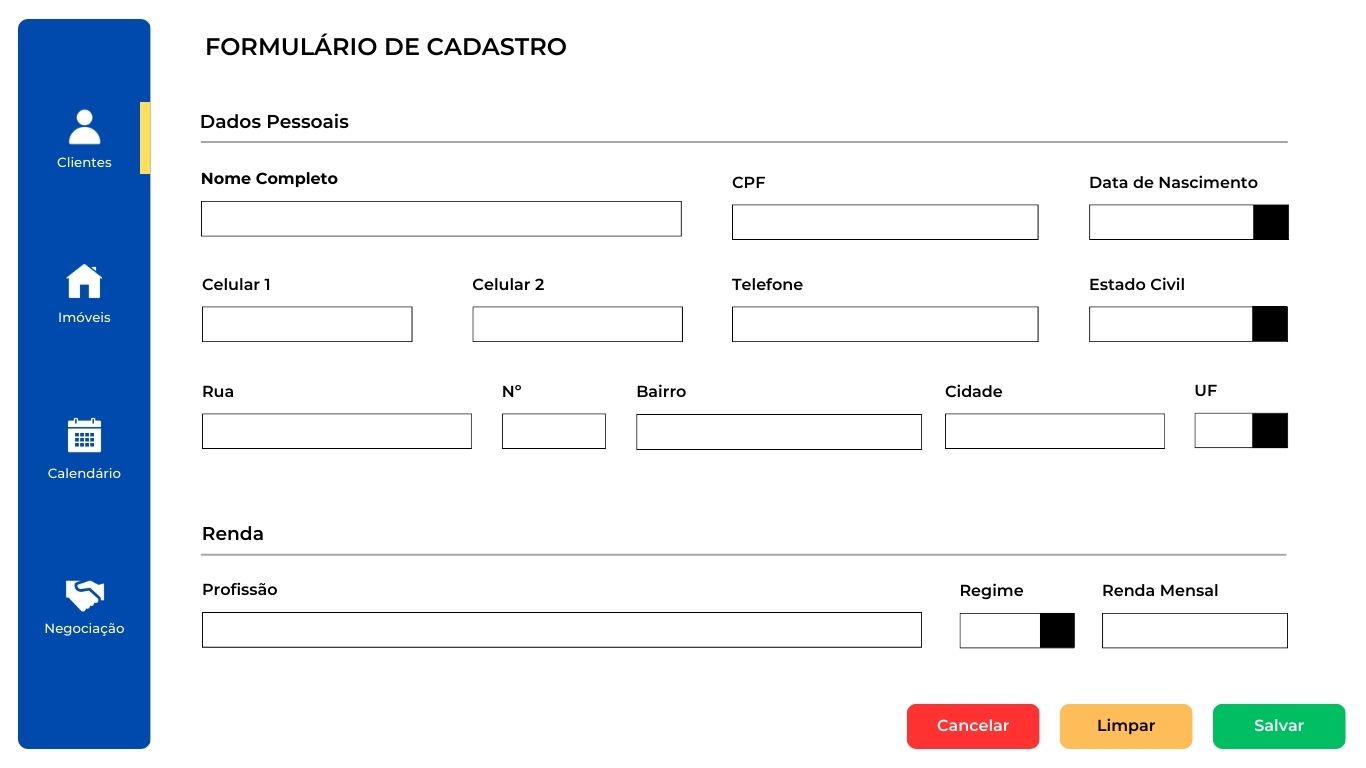 FORMULÁRIO DE CADASTRO
Clientes
Imóveis
Calendário
Negociação
Dados Pessoais
Nome Completo
CPF
Data de Nascimento
Celular 1
Celular 2
Telefone
Estado Civil
Rua
Nº
Bairro
Cidade
UF
Renda
Profissão
Regime
Renda Mensal
Cancelar
Limpar
Salvar